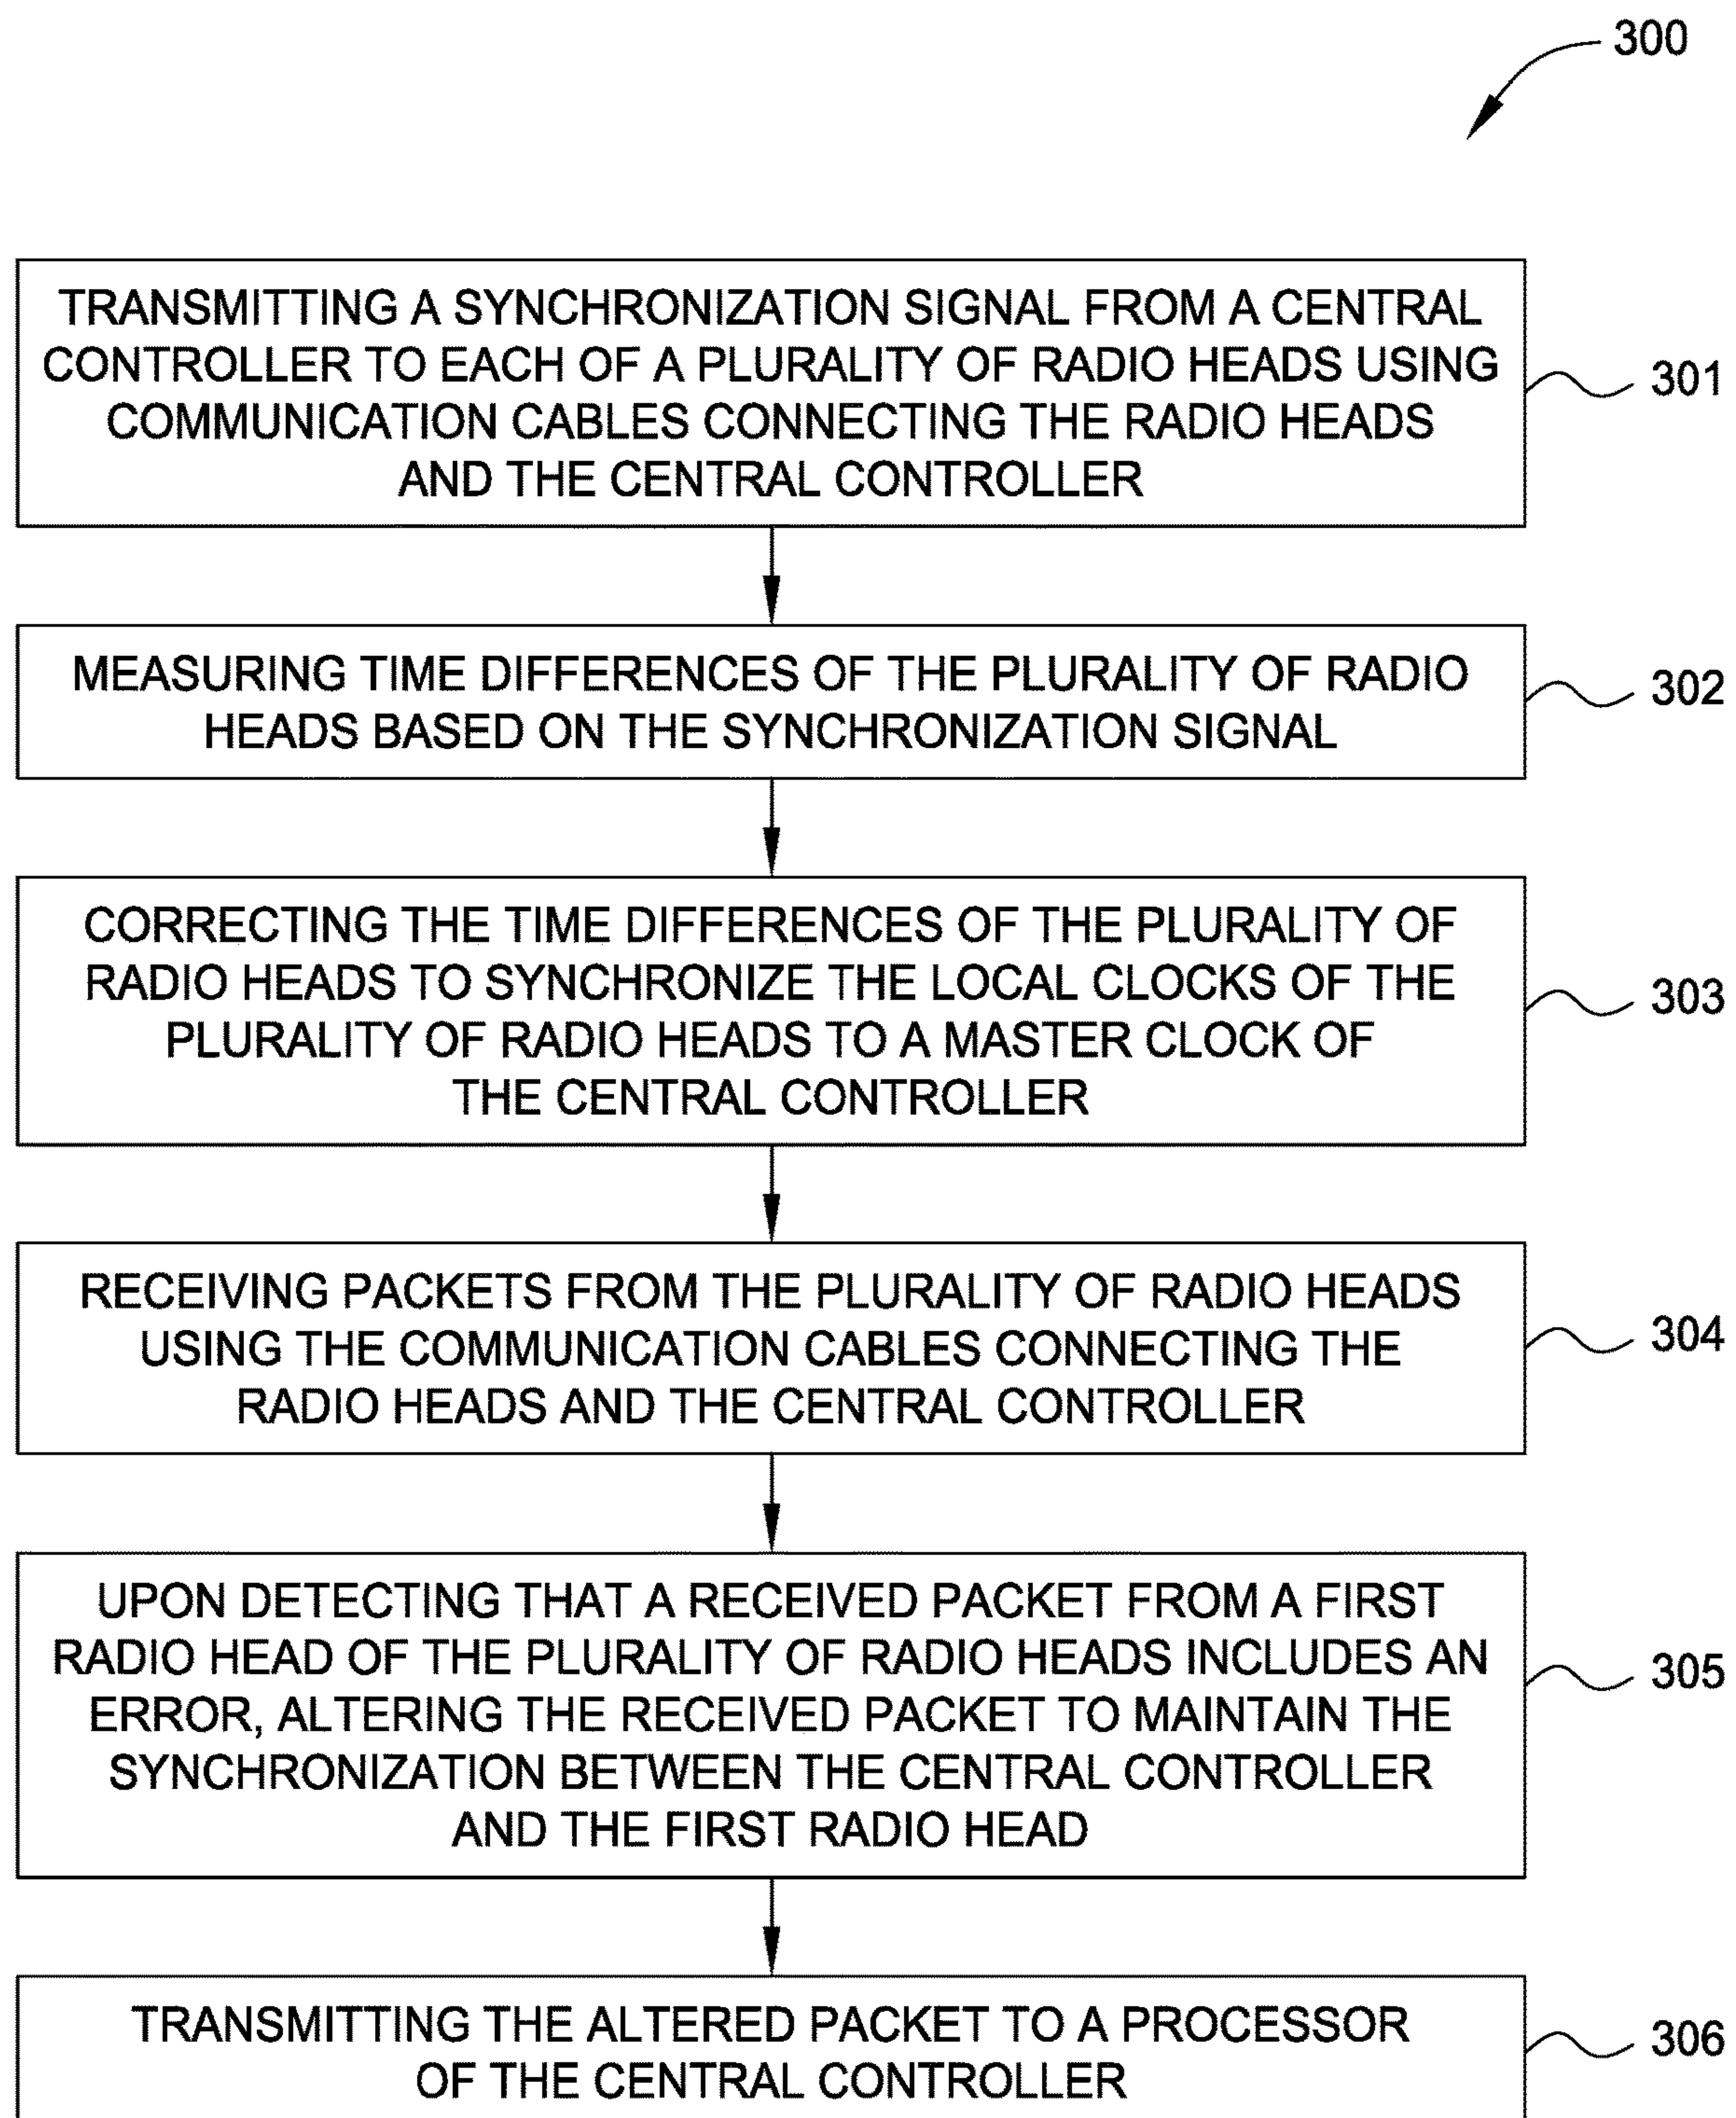 300
TRANSMITTING A SYNCHRONIZATION SIGNAL FROM A CENTRAL
CONTROLLER TO EACH OF A PLURALITY OF RADIO HEADS USING
COMMUNICATION CABLES CONNECTING THE RADIO HEADS
AND THE CENTRAL CONTROLLER
301
MEASURING TIME DIFFERENCES OF THE PLURALITY OF RADIO
HEADS BASED ON THE SYNCHRONIZATION SIGNAL
302
CORRECTING THE TIME DIFFERENCES OF THE PLURALITY OF
RADIO HEADS TO SYNCHRONIZE THE LOCAL CLOCKS OF THE
PLURALITY OF RADIO HEADS TO A MASTER CLOCK OF
THE CENTRAL CONTROLLER
303
RECEIVING PACKETS FROM THE PLURALITY OF RADIO HEADS
USING THE COMMUNICATION CABLES CONNECTING THE
RADIO HEADS AND THE CENTRAL CONTROLLER
304
UPON DETECTING THAT A RECEIVED PACKET FROM A FIRST
RADIO HEAD OF THE PLURALITY OF RADIO HEADS INCLUDES AN
ERROR, ALTERING THE RECEIVED PACKET TO MAINTAIN THE
SYNCHRONIZATION BETWEEN THE CENTRAL CONTROLLER
AND THE FIRST RADIO HEAD
305
TRANSMITTING THE ALTERED PACKET TO A PROCESSOR
OF THE CENTRAL CONTROLLER
306